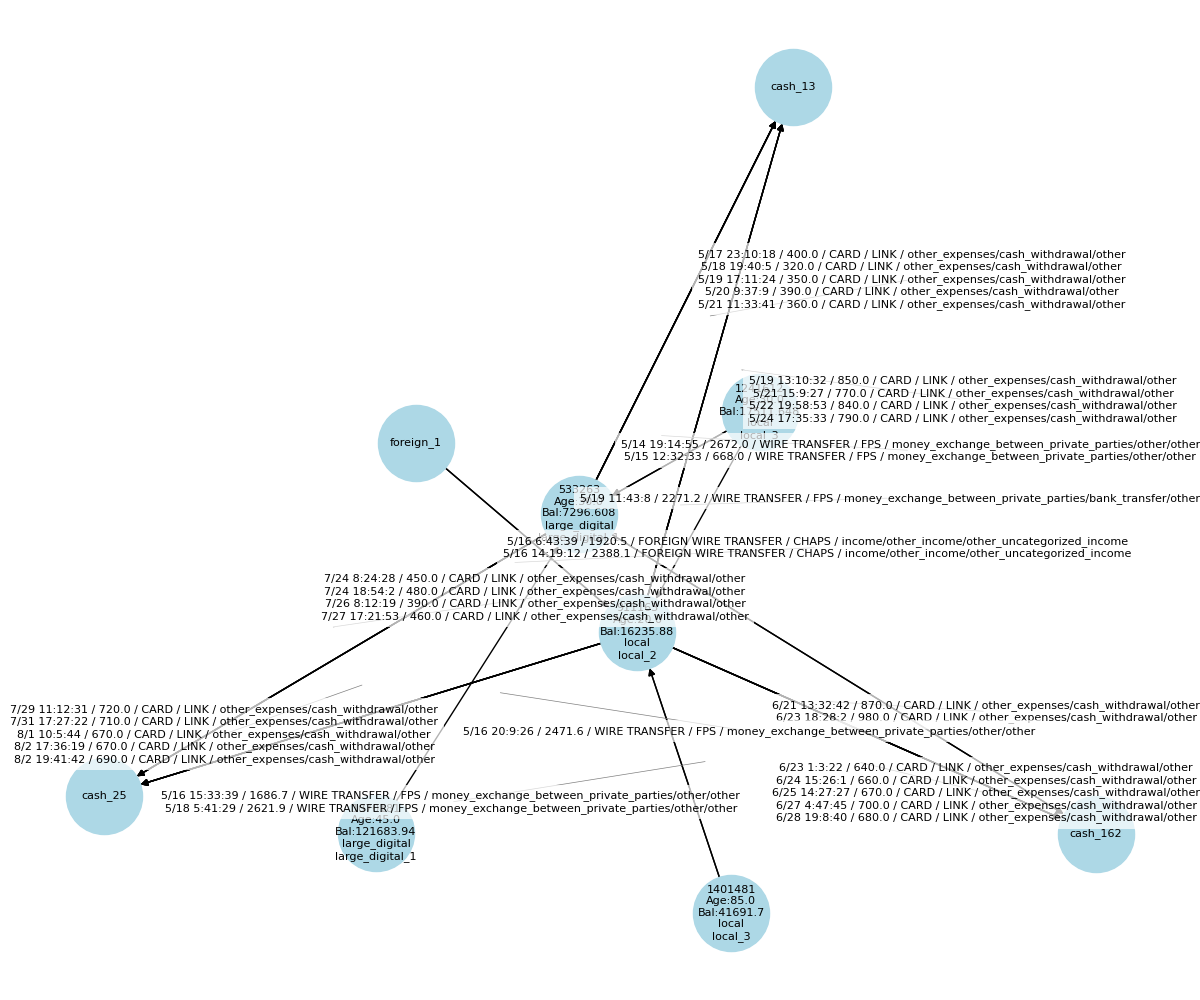 cash_13
5/17 23:10:18 / 400.0 / CARD / LINK / other_expenses/cash_withdrawal/other
5/18 19:40:5 / 320.0 / CARD / LINK / other_expenses/cash_withdrawal/other
5/19 17:11:24 / 350.0 / CARD / LINK / other_expenses/cash_withdrawal/other
5/20 9:37:9 / 390.0 / CARD / LINK / other_expenses/cash_withdrawal/other
5/21 11:33:41 / 360.0 / CARD / LINK / other_expenses/cash_withdrawal/other
5/19 13:10:32 / 850.0 / CARD / LINK / other_expenses/cash_withdrawal/other
5/21 15:9:27 / 770.0 / CARD / LINK / other_expenses/cash_withdrawal/other
5/22 19:58:53 / 840.0 / CARD / LINK / other_expenses/cash_withdrawal/other
5/24 17:35:33 / 790.0 / CARD / LINK / other_expenses/cash_withdrawal/other
local
local_3
foreign_1
5/14 19:14:55 / 2672.0 / WIRE TRANSFER / FPS / money_exchange_between_private_parties/other/other
5/15 12:32:33 / 668.0 / WIRE TRANSFER / FPS / money_exchange_between_private_parties/other/other
533263
5/19 11:43:8 / 2271.2 / WIRE TRANSFER / FPS / money_exchange_between_private_parties/bank_transfer/other
Bal:7296.608
large_digital
5/16 6:43:39 / 1920.5 / FOREIGN WIRE TRANSFER / CHAPS / income/other_income/other_uncategorized_income
5/16 14:19:12 / 2388.1 / FOREIGN WIRE TRANSFER / CHAPS / income/other_income/other_uncategorized_income
7/24 8:24:28 / 450.0 / CARD / LINK / other_expenses/cash_withdrawal/other
7/24 18:54:2 / 480.0 / CARD / LINK / other_expenses/cash_withdrawal/other
7/26 8:12:19 / 390.0 / CARD / LINK / other_expenses/cash_withdrawal/other
7/27 17:21:53 / 460.0 / CARD / LINK / other_expenses/cash_withdrawal/other
Bal:16235.88
local
local_2
7/29 11:12:31 / 720.0 / CARD / LINK / other_expenses/cash_withdrawal/other
7/31 17:27:22 / 710.0 / CARD / LINK / other_expenses/cash_withdrawal/other
8/1 10:5:44 / 670.0 / CARD / LINK / other_expenses/cash_withdrawal/other
8/2 17:36:19 / 670.0 / CARD / LINK / other_expenses/cash_withdrawal/other
8/2 19:41:42 / 690.0 / CARD / LINK / other_expenses/cash_withdrawal/other
6/21 13:32:42 / 870.0 / CARD / LINK / other_expenses/cash_withdrawal/other
6/23 18:28:2 / 980.0 / CARD / LINK / other_expenses/cash_withdrawal/other
5/16 20:9:26 / 2471.6 / WIRE TRANSFER / FPS / money_exchange_between_private_parties/other/other
6/23 1:3:22 / 640.0 / CARD / LINK / other_expenses/cash_withdrawal/other
6/24 15:26:1 / 660.0 / CARD / LINK / other_expenses/cash_withdrawal/other
6/25 14:27:27 / 670.0 / CARD / LINK / other_expenses/cash_withdrawal/other
6/27 4:47:45 / 700.0 / CARD / LINK / other_expenses/cash_withdrawal/other
6/28 19:8:40 / 680.0 / CARD / LINK / other_expenses/cash_withdrawal/other
cash_25
5/16 15:33:39 / 1686.7 / WIRE TRANSFER / FPS / money_exchange_between_private_parties/other/other
5/18 5:41:29 / 2621.9 / WIRE TRANSFER / FPS / money_exchange_between_private_parties/other/other
Age:45.0
Bal:121683.94
large_digital
large_digital_1
cash_162
1401481
Age:85.0
Bal:41691.7
local
local_3